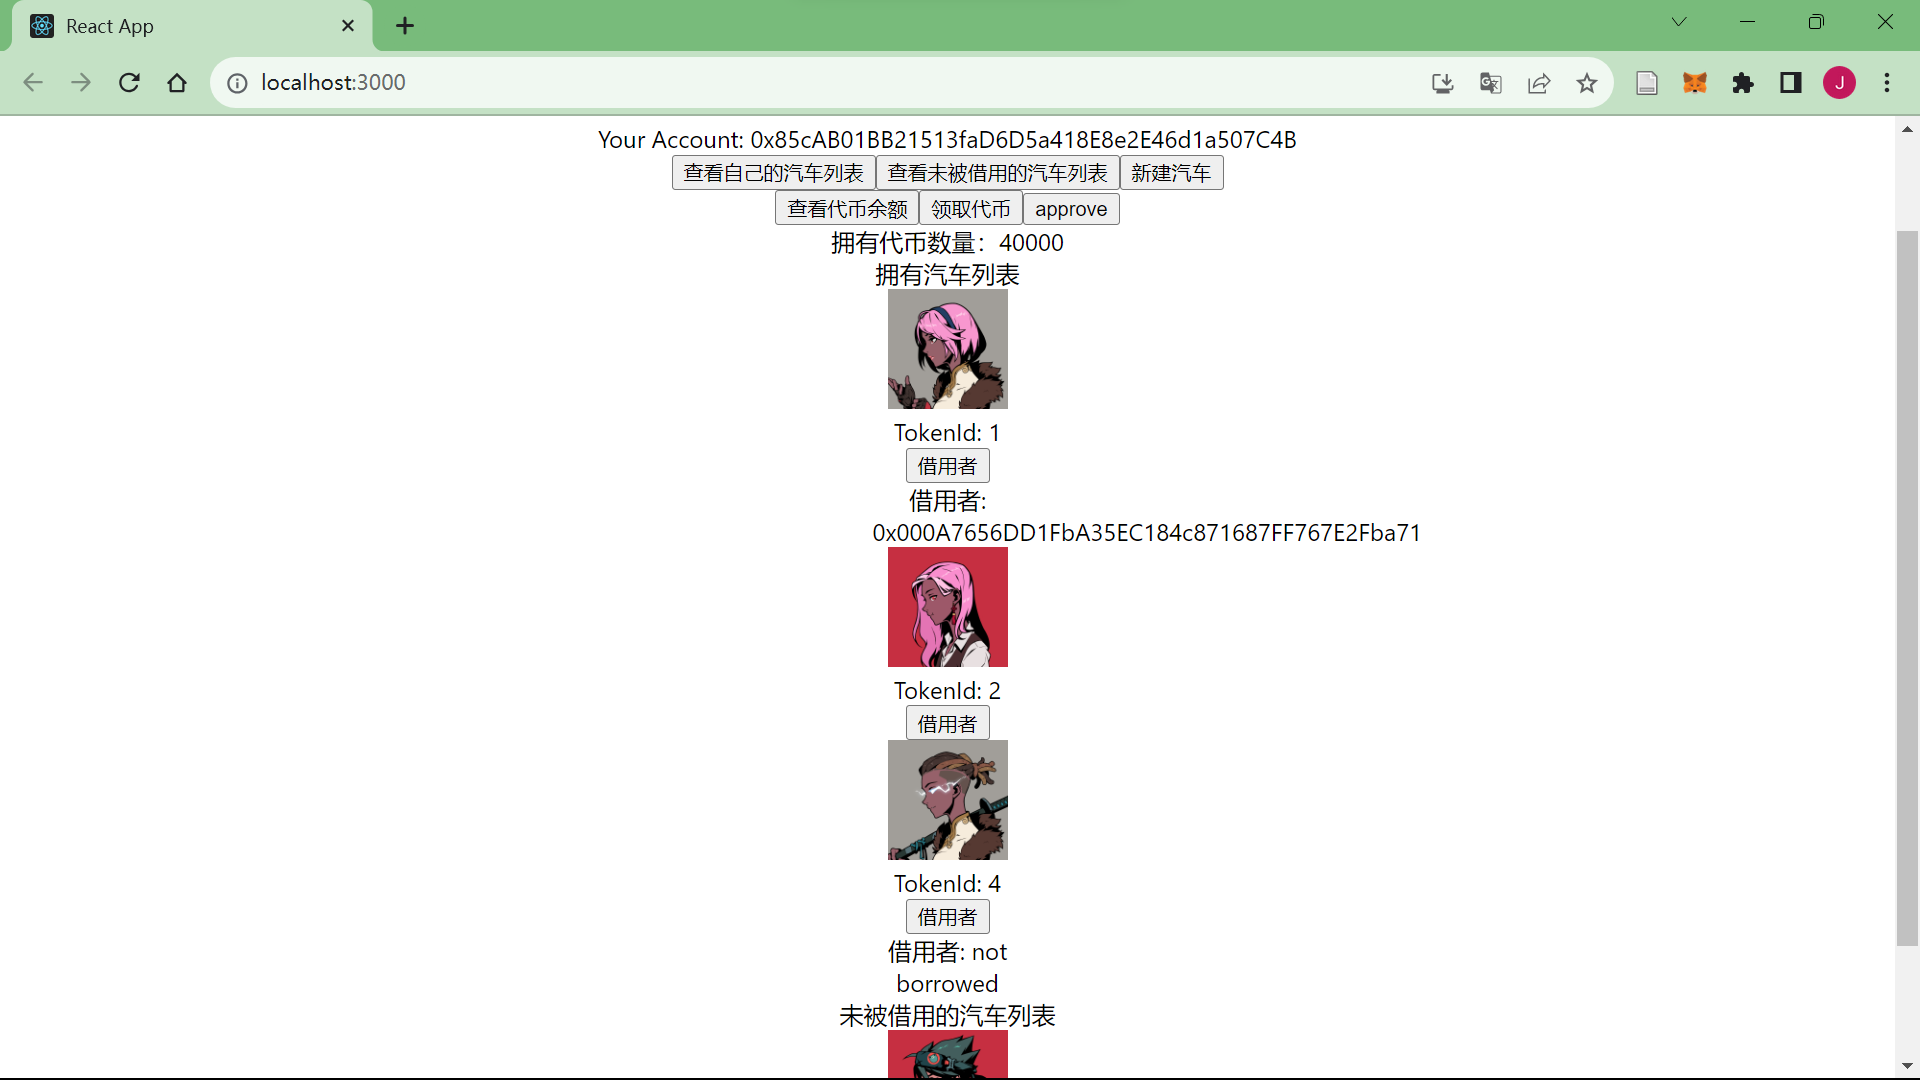 React App
localhost:3000
J
Your Account: 0x85cAB01BB21513faD6D5a418E8e2E46d1a507C4B
查看自己的汽车列表 查看未被借用的汽车列表 新建汽车
查看代币余额 领取代币 approve
拥有代币数量：40000
拥有汽车列表
TokenId: 1
借用者
借用者:
0x000A7656DD1FbA35EC184c871687FF767E2Fba71
TokenId: 2
借用者
TokenId: 4
借用者
借用者: not
borrowed
未被借用的汽车列表